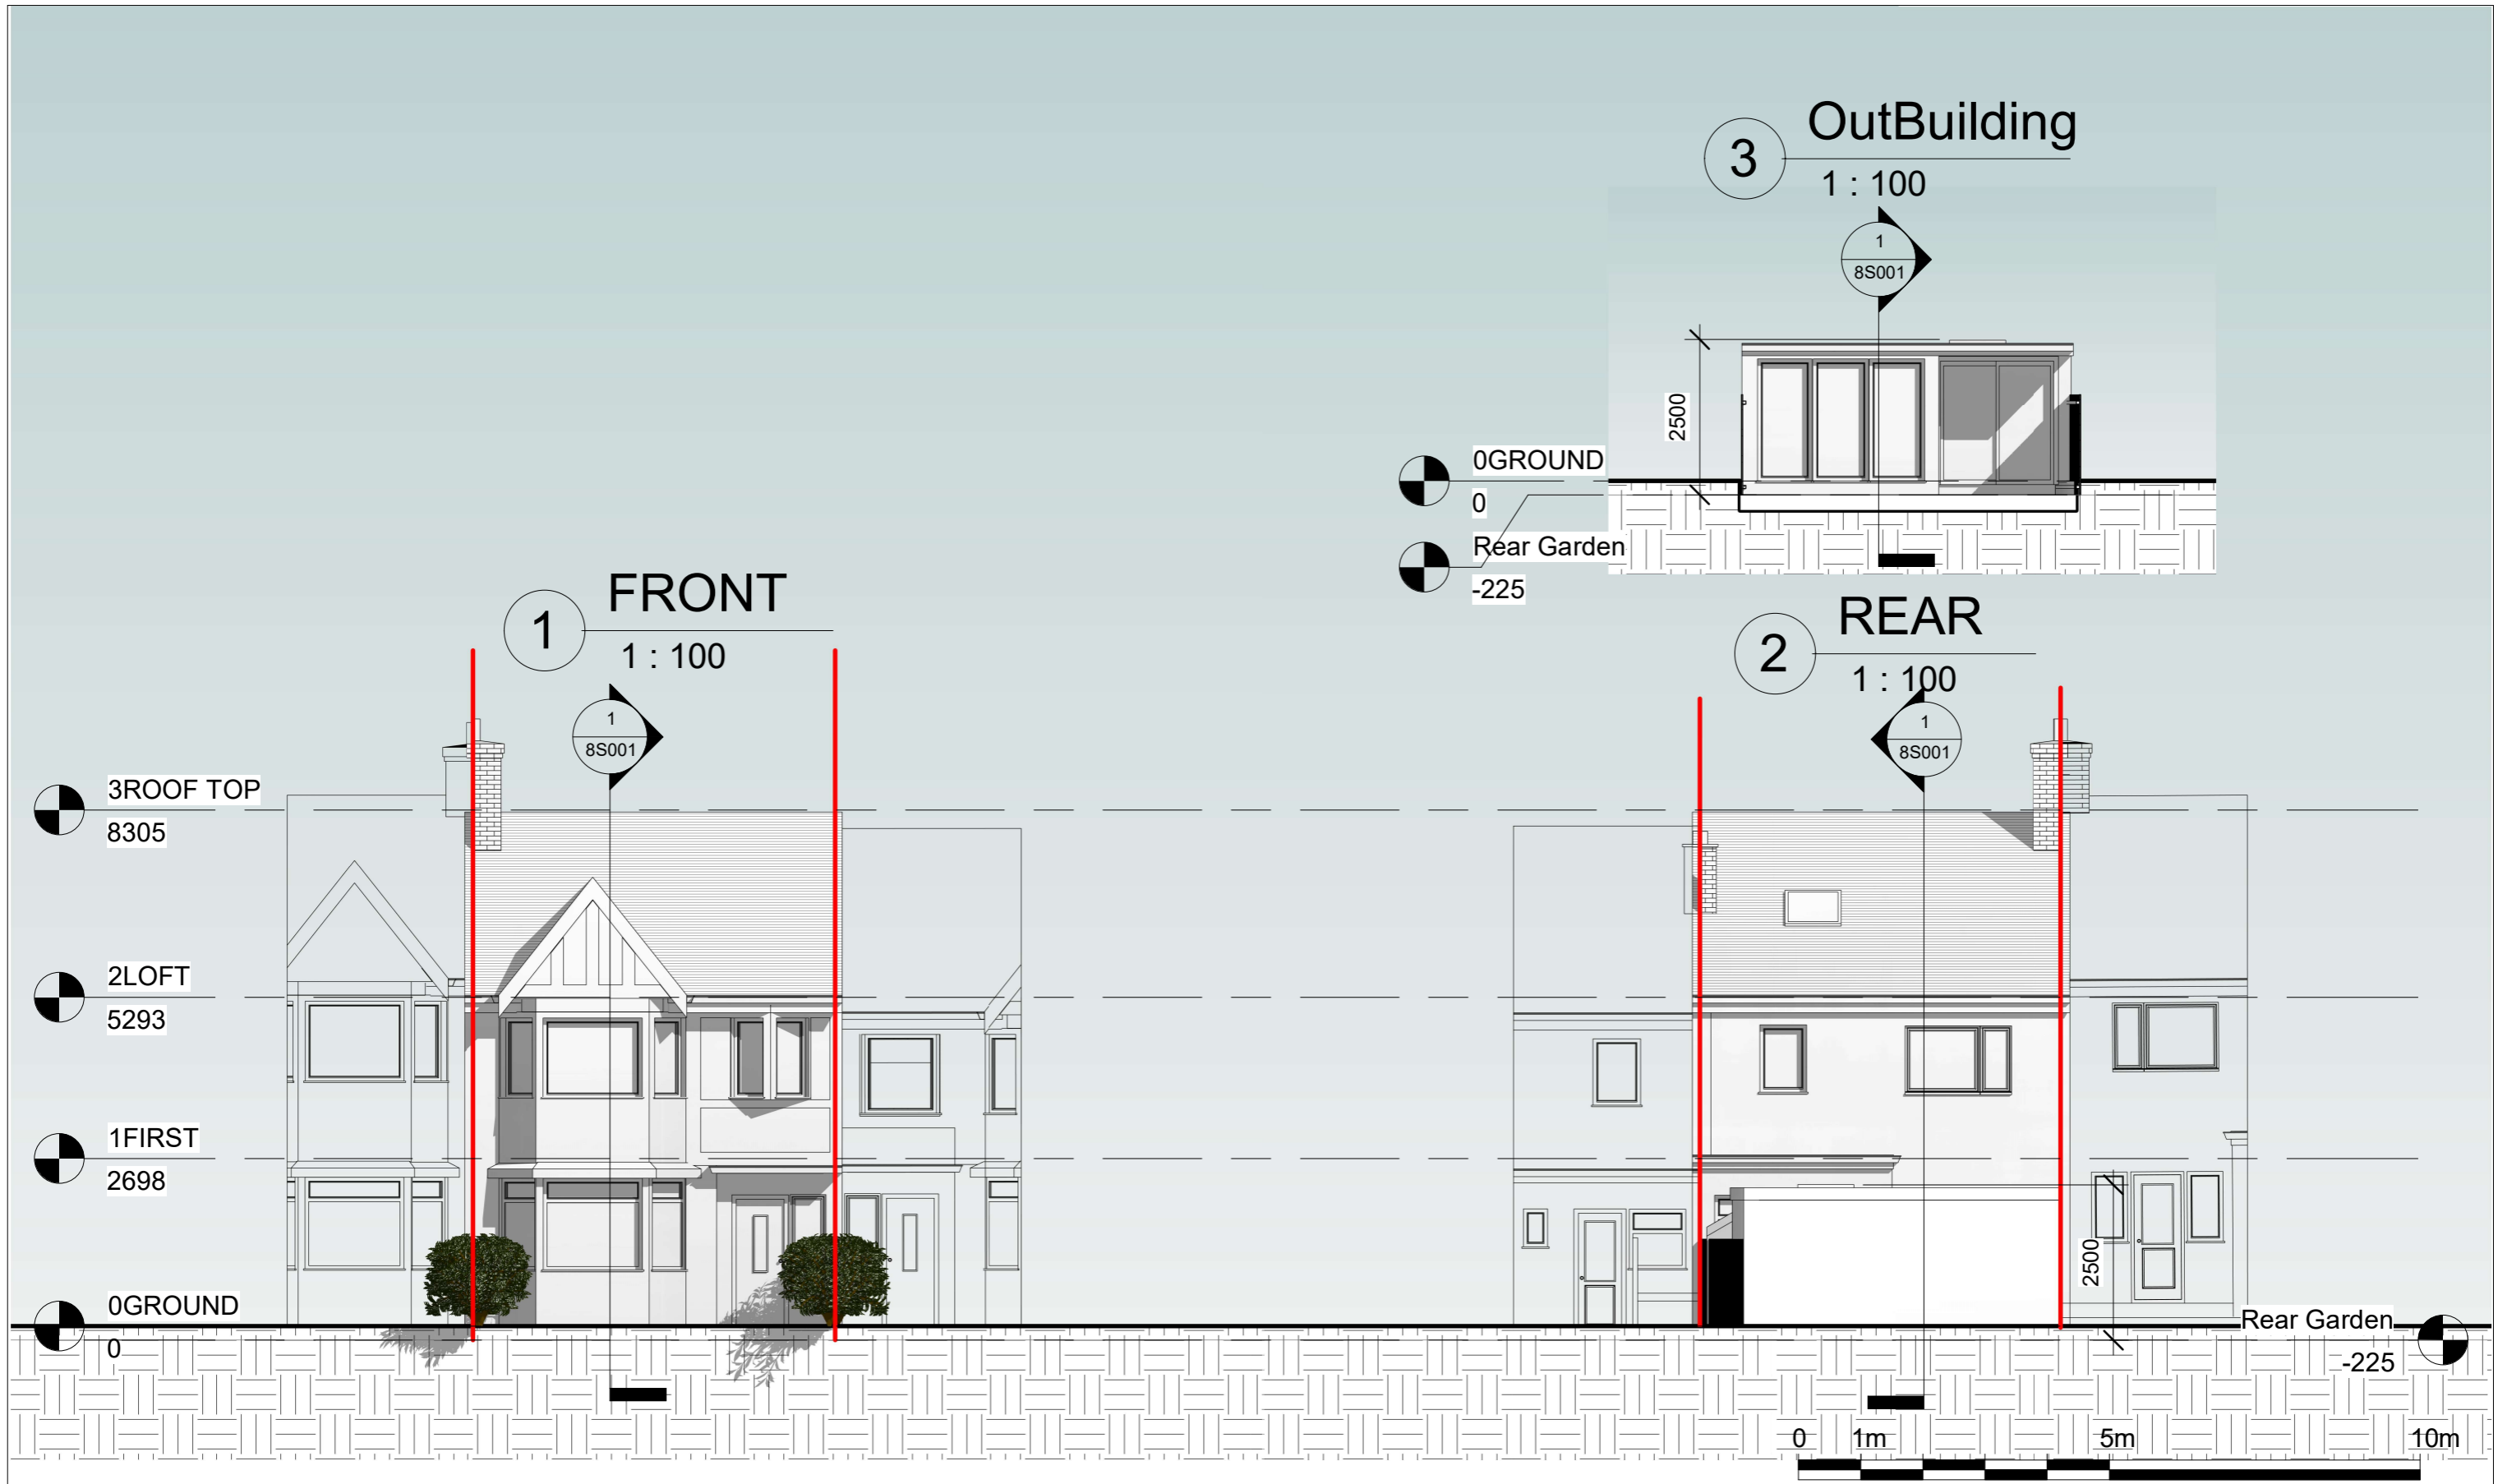 3
OutBuilding
1 : 100
1
8S001
2500
0GROUND
0
Rear Garden
-225
1
FRONT
1 : 100
1
8S001
2
REAR
1 : 100
1
8S001
3ROOF TOP
8305
2LOFT
5293
1FIRST
2698
0GROUND
0
2500
Rear Garden
-225
0 1m 5m 10m